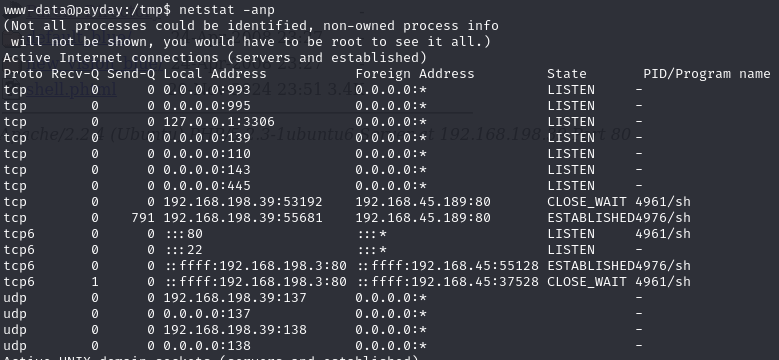 www-data@payday:/tmp$ netstat -anp
(Not all processes could be identified, non-owned process info
 will not be shown, you would have to be root to see it all.)
Active Internet connections (servers and established)
Proto Recv-Q Send-Q Local Address           Foreign Address         State       PID/Program name
tcp        0      0 0.0.0.0:993             0.0.0.0:*               LISTEN      -
tcp        0      0 0.0.0.0:995             0.0.0.0:*               LISTEN      -
tcp        0      0 127.0.0.1:3306          0.0.0.0:*               LISTEN      -
tcp        0      0 0.0.0.0:139             0.0.0.0:*               LISTEN      -
tcp        0      0 0.0.0.0:110             0.0.0.0:*               LISTEN      -
tcp        0      0 0.0.0.0:143             0.0.0.0:*               LISTEN      -
tcp        0      0 0.0.0.0:445             0.0.0.0:*               LISTEN      -
tcp        0      0 192.168.198.39:53192    192.168.45.189:80       CLOSE_WAIT  4961/sh
tcp        0    791 192.168.198.39:55681    192.168.45.189:80       ESTABLISHED4976/sh
tcp6       0      0 :::80                   :::*                    LISTEN      4961/sh
tcp6       0      0 :::22                   :::*                    LISTEN      -
tcp6       0      0 ::ffff:192.168.198.3:80 ::ffff:192.168.45:55128 ESTABLISHED4976/sh
tcp6       1      0 ::ffff:192.168.198.3:80 ::ffff:192.168.45:37528 CLOSE_WAIT  4961/sh
udp        0      0 192.168.198.39:137      0.0.0.0:*                           -
udp        0      0 0.0.0.0:137             0.0.0.0:*                           -
udp        0      0 192.168.198.39:138      0.0.0.0:*                           -
udp        0      0 0.0.0.0:138             0.0.0.0:*                           -
Active UNIX domain sockets (servers and established)